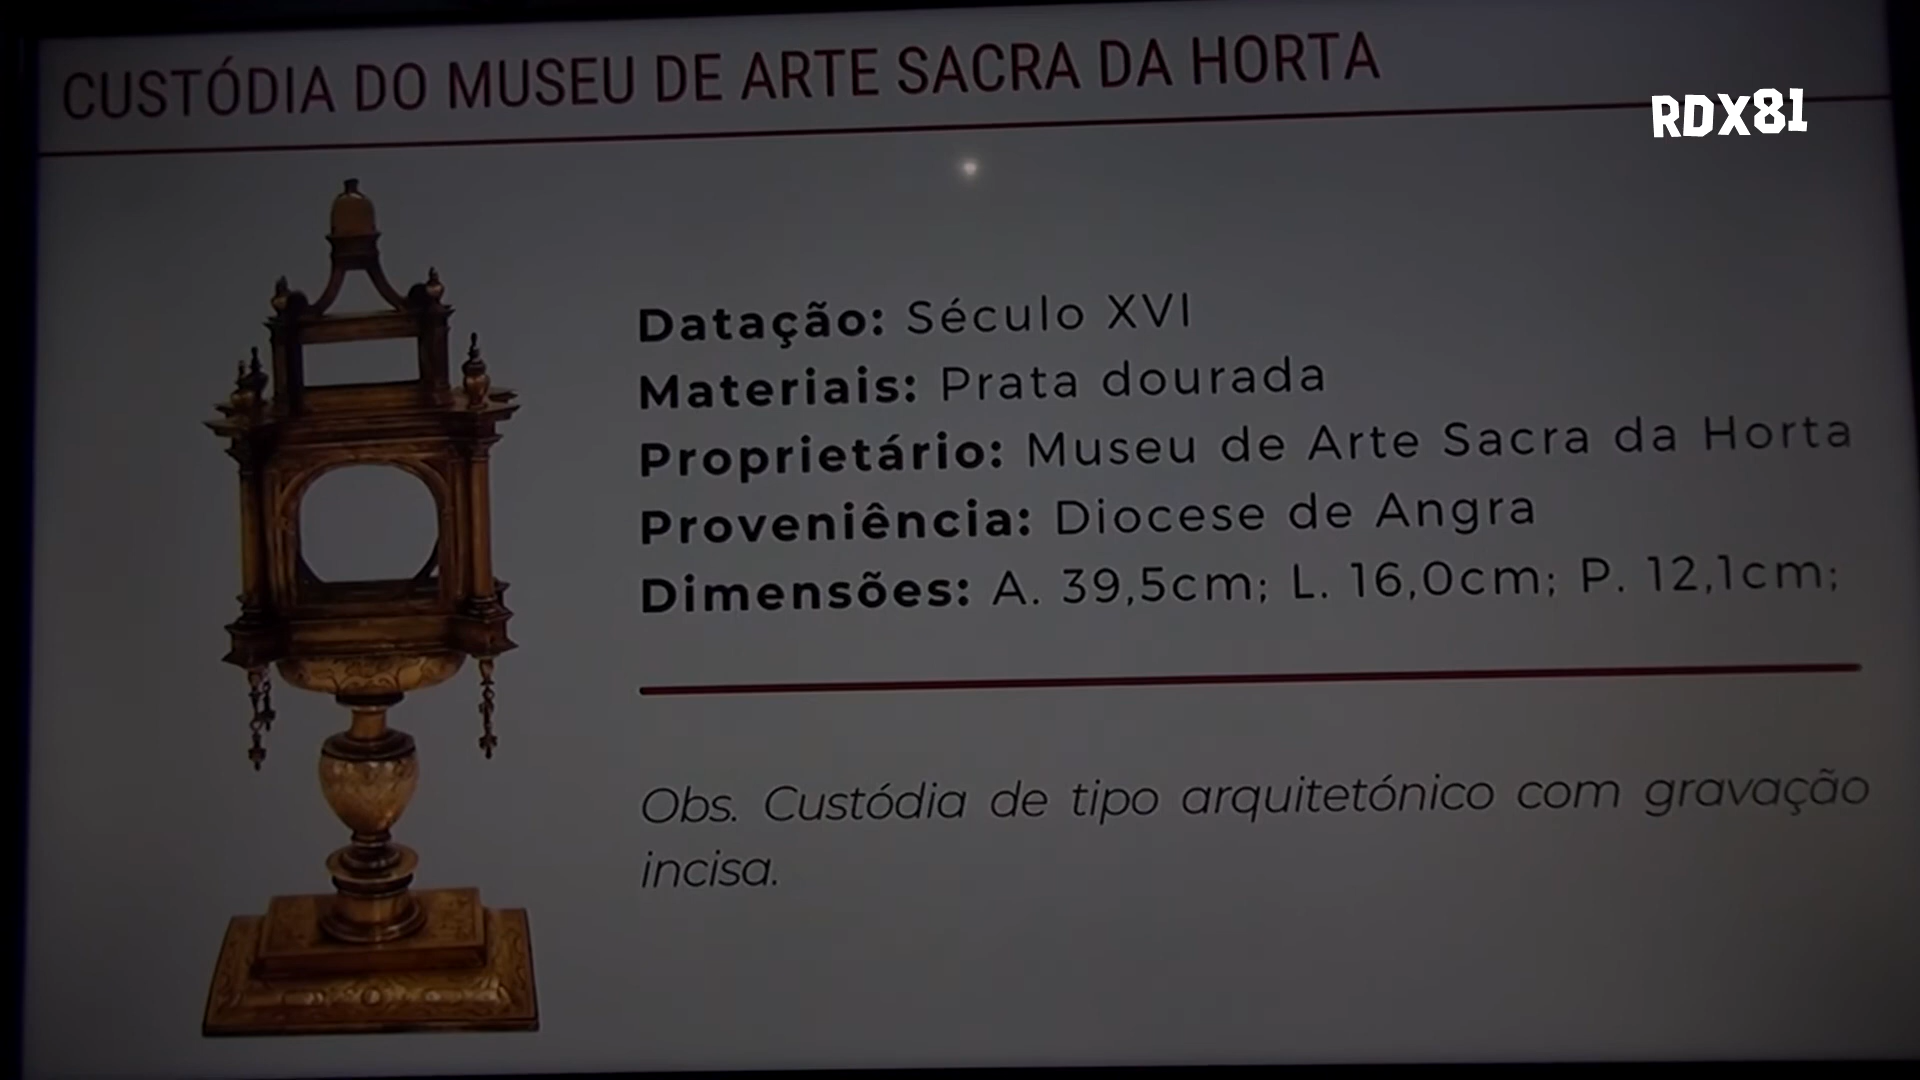 CUSTÓDIA DO MUSEU DE ARTE SACRA DA HORTA
RDX81
Datação: Século XVI
Materiais: Prata dourada
Proprietário: Museu de Arte Sacra da Horta
Proveniência: Diocese de Angra
Dimensões: A. 39,5cm; L. 16,0cm; P. 12,1cm;
Obs. Custódia de tipo arquitetónico com gravação
incisa.